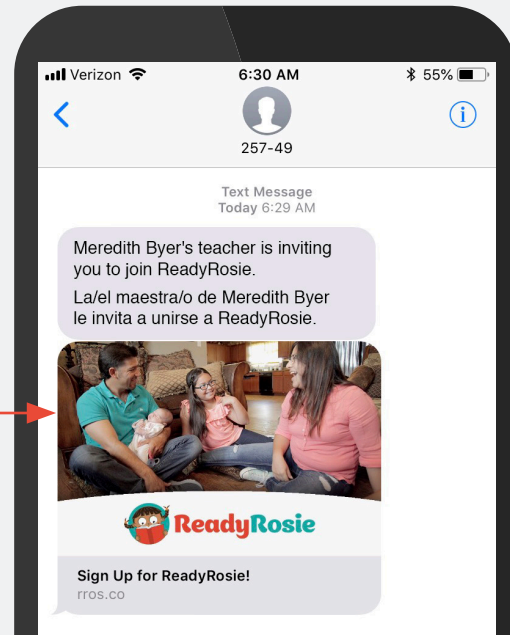 Verizon 6:30 AM 55%
257-49
Text Message
Today 6:29 AM
Meredith Byer's teacher is inviting
you to join ReadyRosie.
La/el maestra/o de Meredith Byer
le invita a unirse a ReadyRosie.
ReadyRosie
Sign Up for ReadyRosie!
rros.co